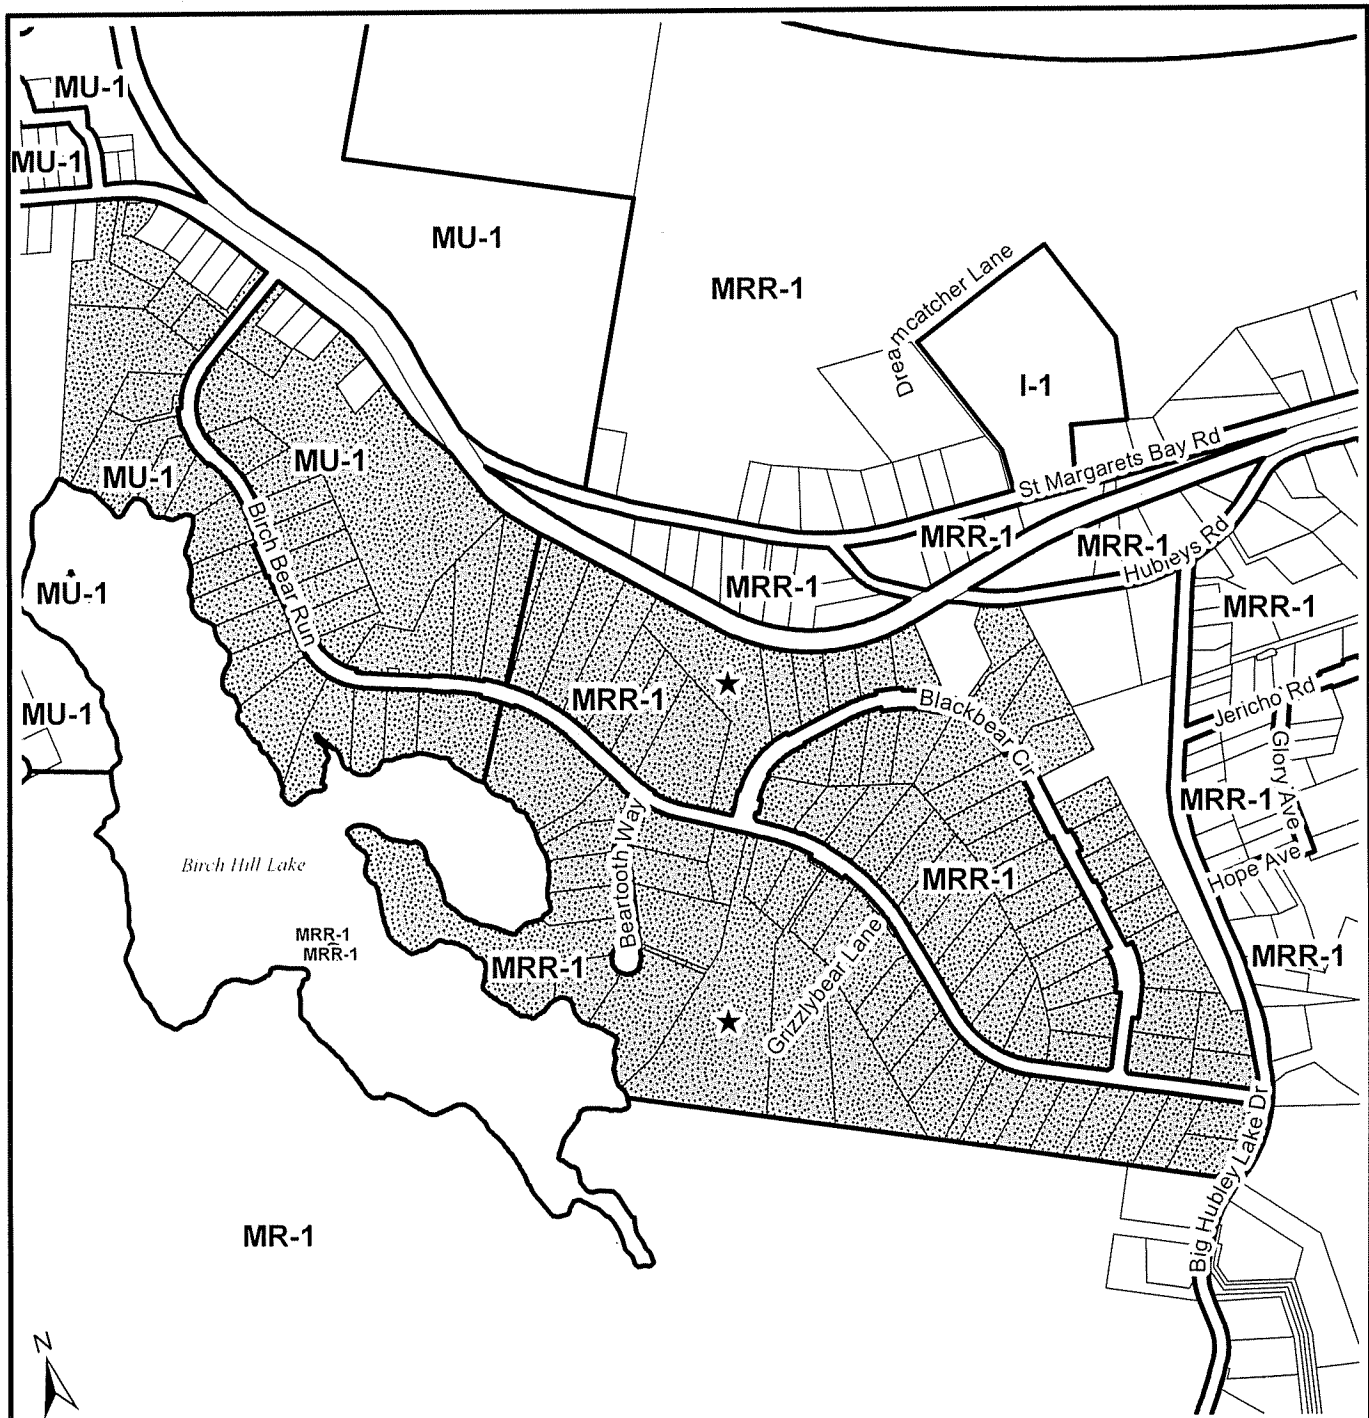 MU-1
MU-1
MU-1
MRR-1
Dreamcatcher Lane
I-1
St Margarets Bay Rd
MU-1
MU-1
Birch Bear Run
MRR-1
MRR-1
MRR-1
Hubleys Rd
MU-1
MRR-1
MU-1
MRR-1
Blackbear Cir
Jericho Rd
Glory Ave
MRR-1
Hope Ave
Birch Hill Lake
Beartooth Way
MRR-1
MRR-1
MRR-1
MRR-1
MRR-1
Grizzlybear Lane
Big Hubley Lake Dr
MR-1
N